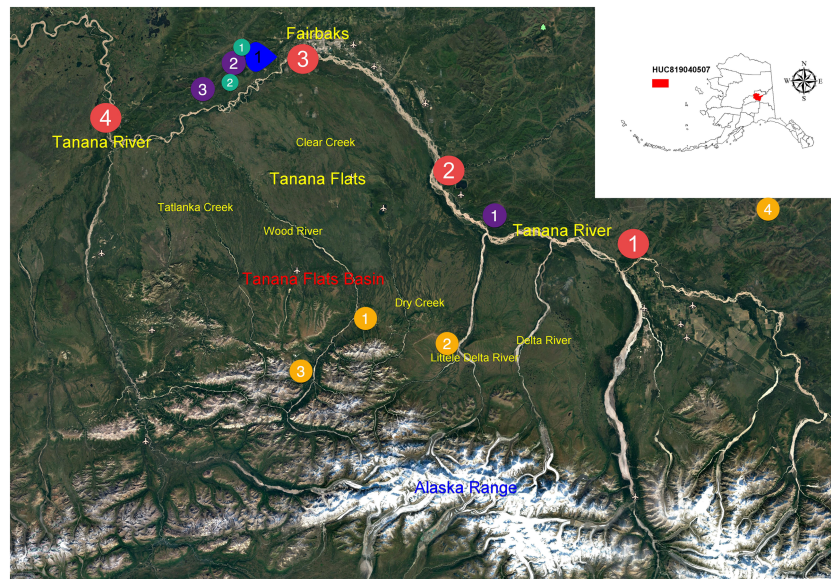 Fairbaks
1
1
2
3
3
2
HUC819040507
N
W
E
S
4
Tanana River
Clear Creek
2
Tanana Flats
Tatlanka Creek
1
4
Wood River
Tanana River
1
Tanana Flats Basin
Dry Creek
1
2
Delta River
Littele Delta River
3
Alaska Range